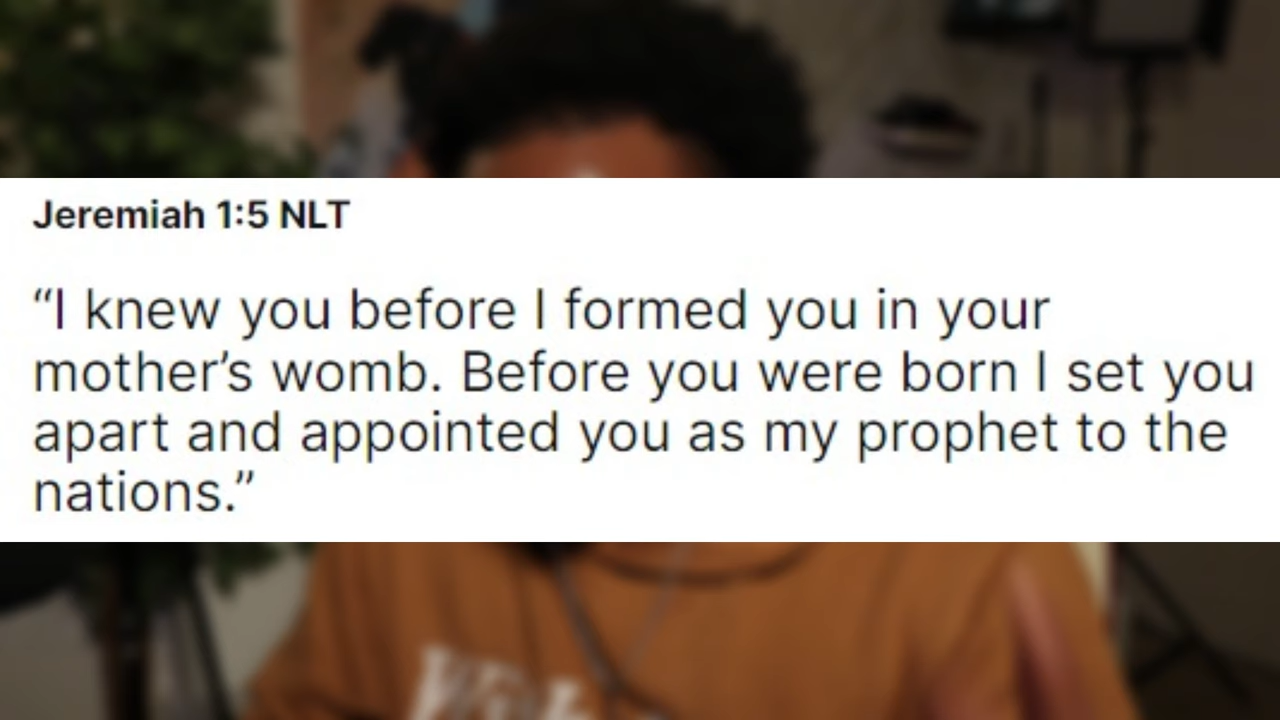 Jeremiah 1:5 NLT
“I knew you before I formed you in your
mother’s womb. Before you were born I set you
apart and appointed you as my prophet to the
nations.”